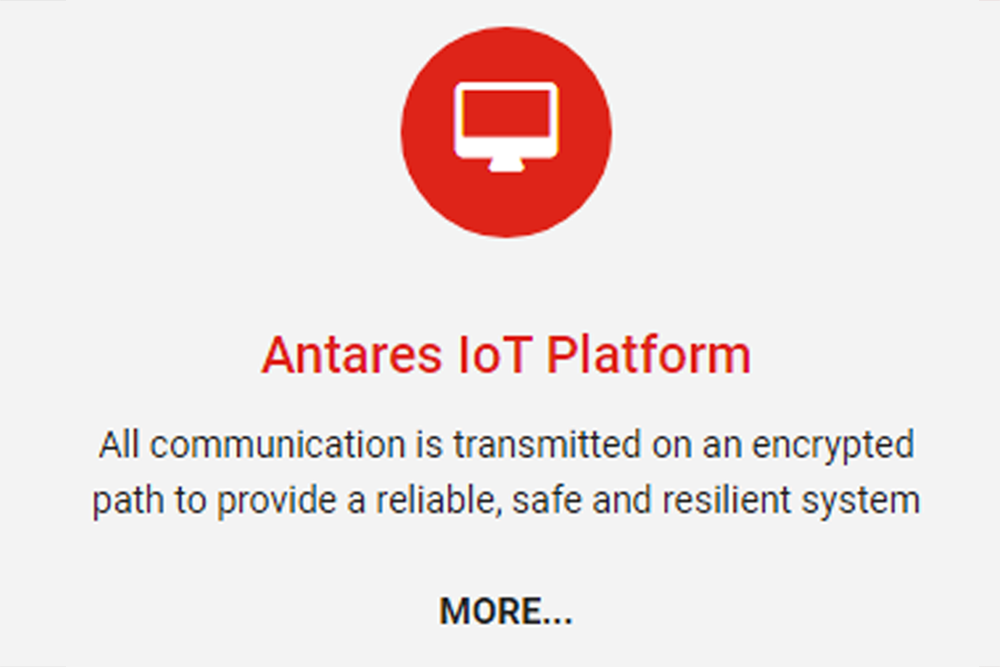 Antares IoT Platform
All communication is transmitted on an encrypted
path to provide a reliable, safe and resilient system
MORE...